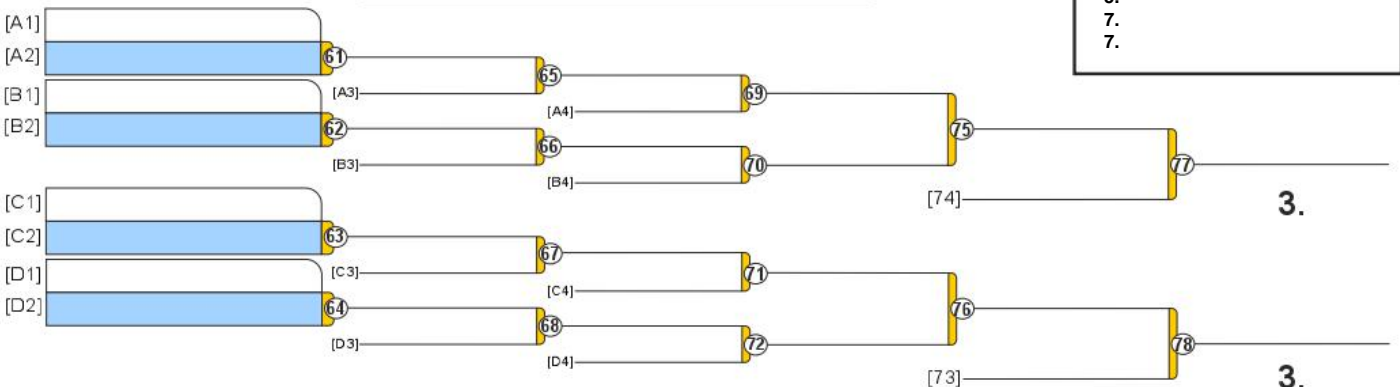 7.
7.
[A1]
[A2]
61
65
[A3]
69
[A4]
[B1]
[B2]
62
66
[B3]
70
[B4]
75
77
[74]
3.
[C1]
[C2]
63
67
[C3]
71
[C4]
[D1]
[D2]
64
68
[D3]
72
[D4]
76
78
[73]
3.